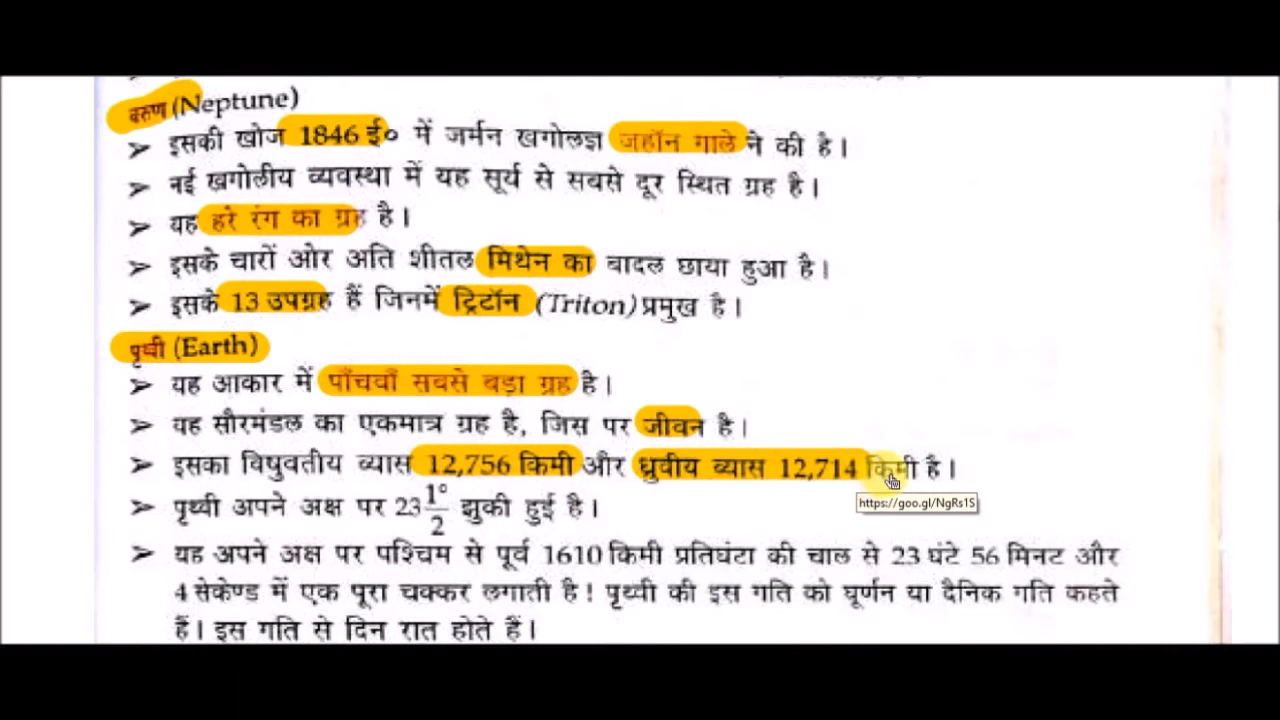 वरुण (Neptune)
➤ इसकी खोज 1846 ई० में जर्मन खगोलज्ञ जहॉन गाले ने की है।
➤ नई खगोलीय व्यवस्था में यह सूर्य से सबसे दूर स्थित ग्रह है।
➤ यह हरे रंग का ग्रह है।
➤ इसके चारों ओर अति शीतल मिथेन का बादल छाया हुआ है।
➤ इसके 13 उपग्रह हैं जिनमें ट्रिटॉन (Triton) प्रमुख है।
पृथ्वी (Earth)
➤ यह आकार में पाँचवाँ सबसे बड़ा ग्रह है।
➤ यह सौरमंडल का एकमात्र ग्रह है, जिस पर जीवन है।
➤ इसका विषुवतीय व्यास 12,756 किमी और ध्रुवीय व्यास 12,714 किमी है।
https://goo.gl/NgRs1S
➤ पृथ्वी अपने अक्ष पर 23 1°/2 झुकी हुई है।
➤ यह अपने अक्ष पर पश्चिम से पूर्व 1610 किमी प्रतिघंटा की चाल से 23 घंटे 56 मिनट और
4 सेकेण्ड में एक पूरा चक्कर लगाती है! पृथ्वी की इस गति को घूर्णन या दैनिक गति कहते
हैं। इस गति से दिन रात होते हैं।